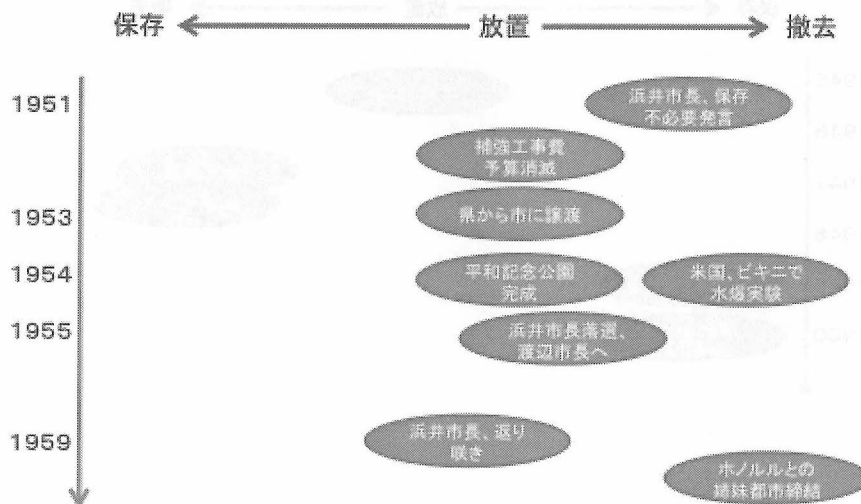 保存 放置 撤去
1951
浜井市長、保存
不必要発言
補強工事費
予算消滅
1953
県から市に譲渡
1954
平和記念公園
完成
米国、ビキニで
水爆実験
1955
浜井市長落選、
渡辺市長へ
1959
浜井市長、返り
咲き
ホノルルとの
姉妹都市締結